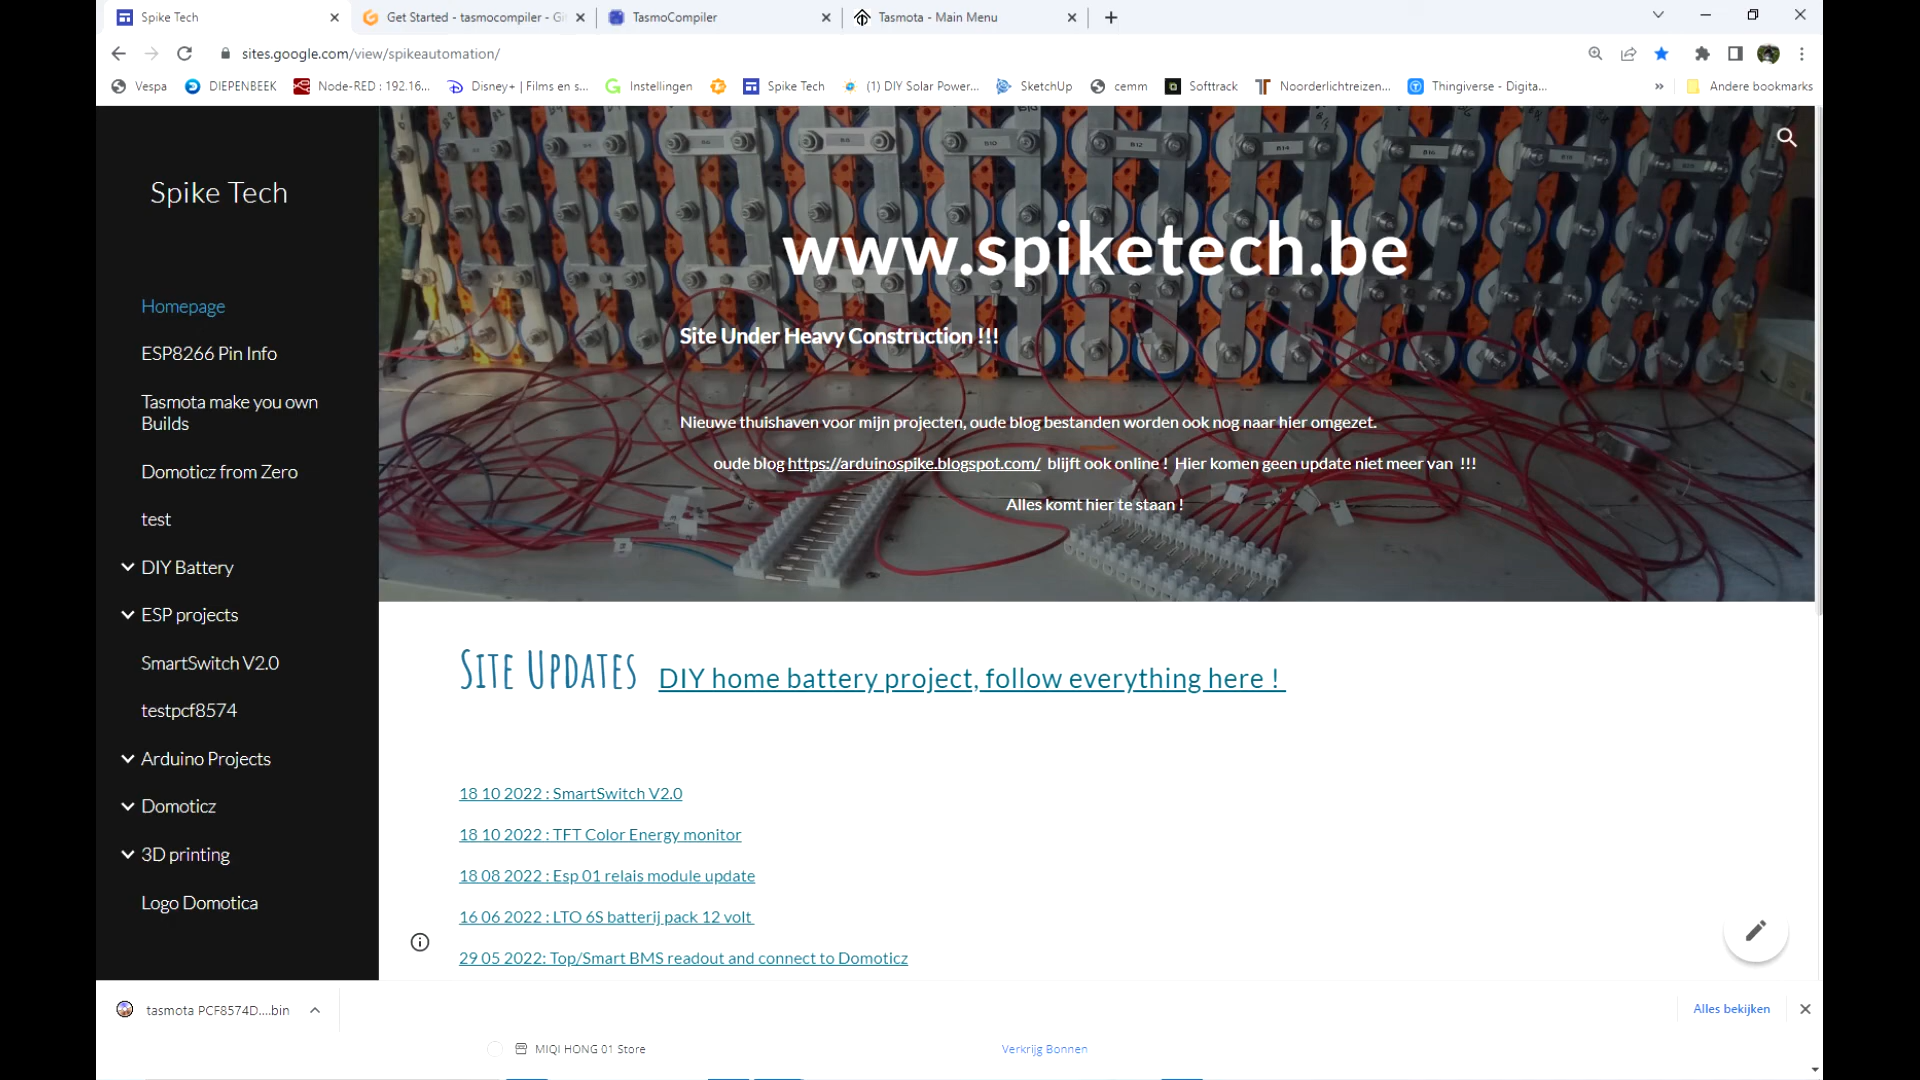 Spike Tech
Get Started - tasmocompiler - Gi
TasmoCompiler
Tasmota - Main Menu
sites.google.com/view/spikeautomation/
Vespa
DIEPENBEEK
Node-RED : 192.16...
Disney+ | Films en s...
Instellingen
Spike Tech
(1) DIY Solar Power...
SketchUp
cemm
Softtrack
Noorderlichtreizen...
Thingiverse - Digita...
»
Andere bookmarks
Spike Tech
Homepage
ESP8266 Pin Info
Tasmota make you own
Builds
Domoticz from Zero
test
DIY Battery
ESP projects
SmartSwitch V2.0
testpcf8574
Arduino Projects
Domoticz
3D printing
Logo Domotica
www.spiketech.be
Site Under Heavy Construction !!!
Nieuwe thuishaven voor mijn projecten, oude blog bestanden worden ook nog naar hier omgezet.
oude blog https://arduinospike.blogspot.com/ blijft ook online ! Hier komen geen update niet meer van !!!
Alles komt hier te staan !
Site Updates DIY home battery project, follow everything here !
18 10 2022 : SmartSwitch V2.0
18 10 2022 : TFT Color Energy monitor
18 08 2022 : Esp 01 relais module update
16 06 2022 : LTO 6S batterij pack 12 volt
29 05 2022: Top/Smart BMS readout and connect to Domoticz
tasmota PCF8574D....bin
Alles bekijken
MIQI HONG 01 Store
Verkrijg Bonnen